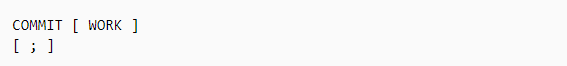 COMMIT [ WORK ]
[ ; ]